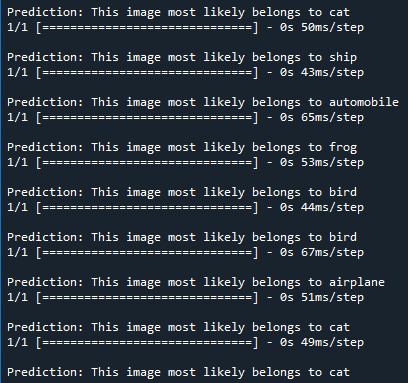 Prediction: This image most likely belongs to cat
1/1 [==============================] - 0s 50ms/step
Prediction: This image most likely belongs to ship
1/1 [==============================] - 0s 43ms/step
Prediction: This image most likely belongs to automobile
1/1 [==============================] - 0s 65ms/step
Prediction: This image most likely belongs to frog
1/1 [==============================] - 0s 53ms/step
Prediction: This image most likely belongs to bird
1/1 [==============================] - 0s 44ms/step
Prediction: This image most likely belongs to bird
1/1 [==============================] - 0s 67ms/step
Prediction: This image most likely belongs to airplane
1/1 [==============================] - 0s 51ms/step
Prediction: This image most likely belongs to cat
1/1 [==============================] - 0s 49ms/step
Prediction: This image most likely belongs to cat